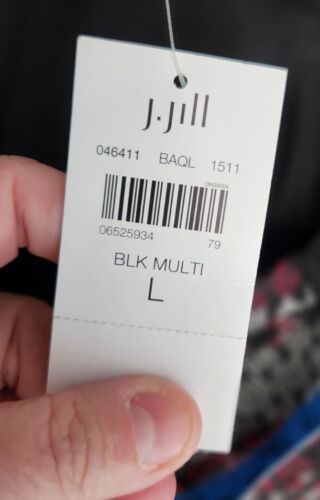 J.Jill
046411 BAQL 1511
06525934 79
BLK MULTI
L